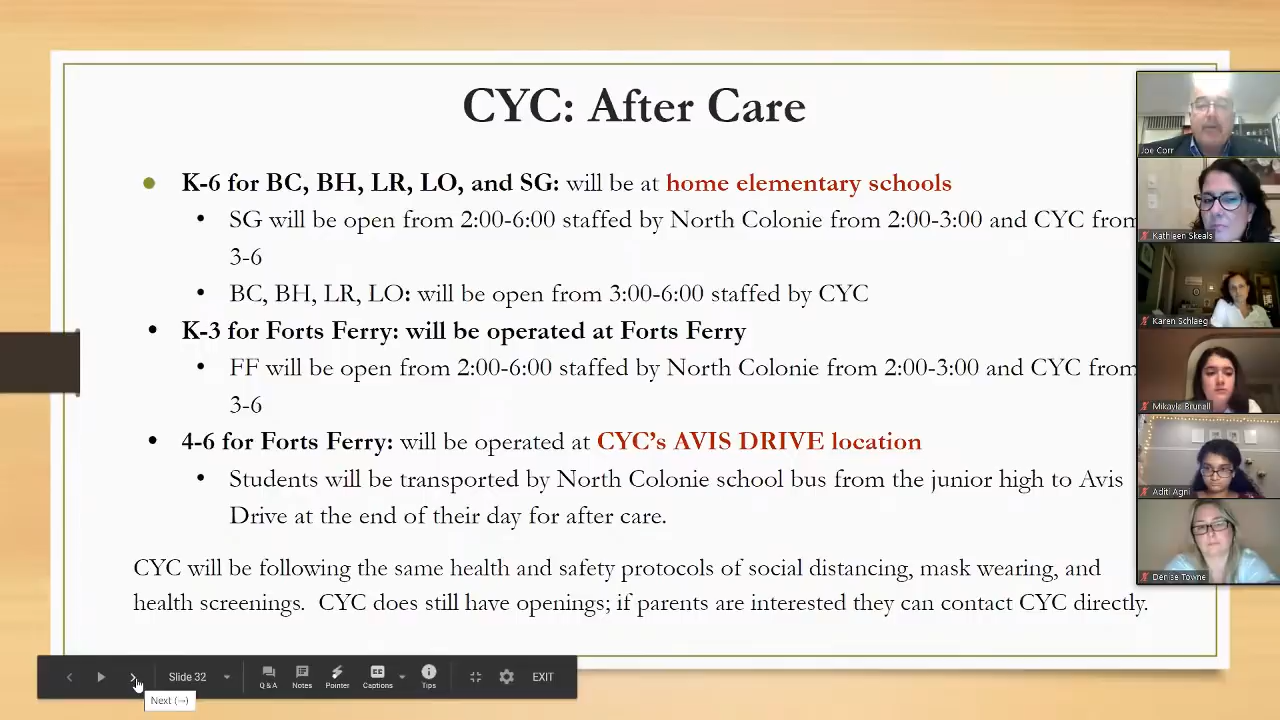 CYC: After Care
K-6 for BC, BH, LR, LO, and SG: will be at home elementary schools
SG will be open from 2:00-6:00 staffed by North Colonie from 2:00-3:00 and CYC from
3-6
BC, BH, LR, LO: will be open from 3:00-6:00 staffed by CYC
K-3 for Forts Ferry: will be operated at Forts Ferry
FF will be open from 2:00-6:00 staffed by North Colonie from 2:00-3:00 and CYC from
3-6
4-6 for Forts Ferry: will be operated at CYC's AVIS DRIVE location
Students will be transported by North Colonie school bus from the junior high to Avis
Drive at the end of their day for after care.
CYC will be following the same health and safety protocols of social distancing, mask wearing, and
health screenings. CYC does still have openings; if parents are interested they can contact CYC directly.
Joe Corr
Kathleen Skeals
Karen Schlaeg
Mikayla Brunell
Aditi Agni
Denise Towne
Slide 32
Q & A
Notes
Pointer
Captions
Tips
EXIT
Next (→)